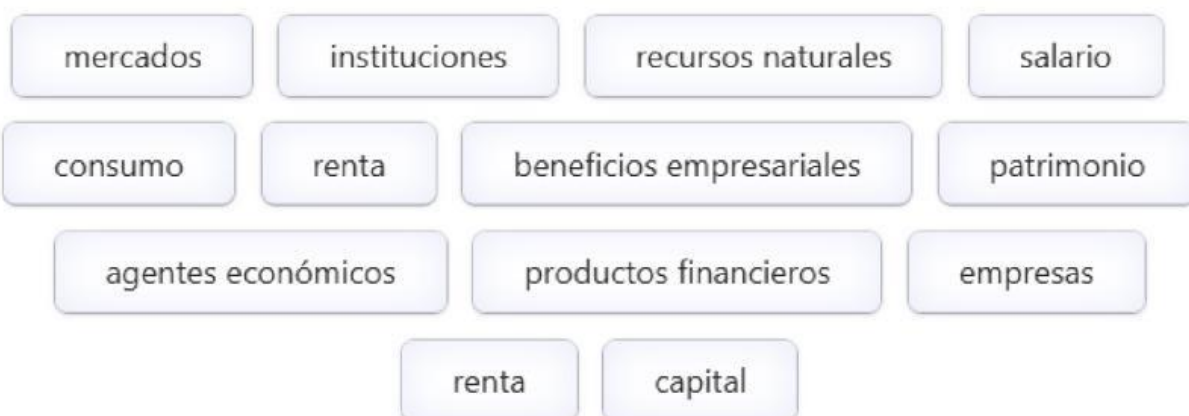 mercados instituciones recursos naturales salario
consumo renta beneficios empresariales patrimonio
agentes económicos productos financieros empresas
renta capital